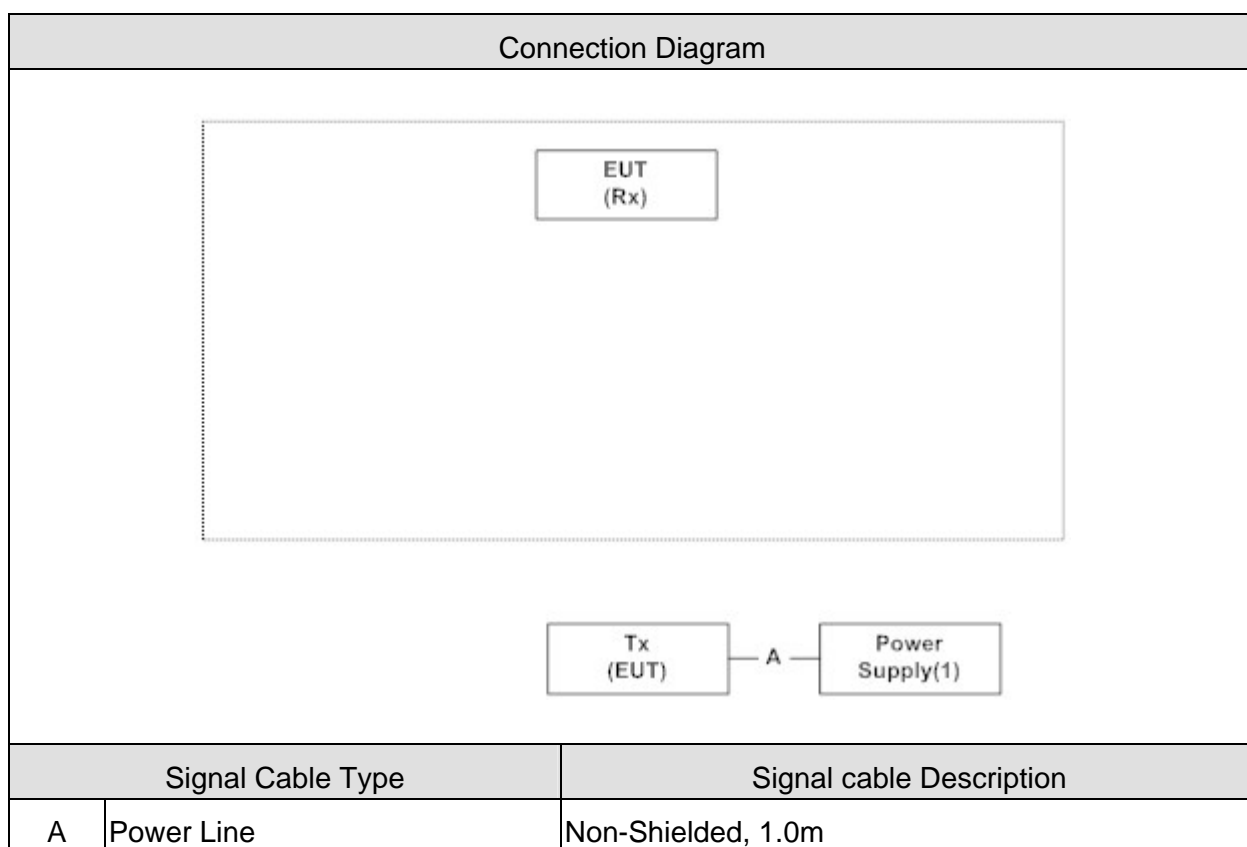 Connection Diagram
EUT
(Rx)
Tx
(EUT)
A
Power
Supply(1)
Signal Cable Type
Signal cable Description
A
Power Line
Non-Shielded, 1.0m